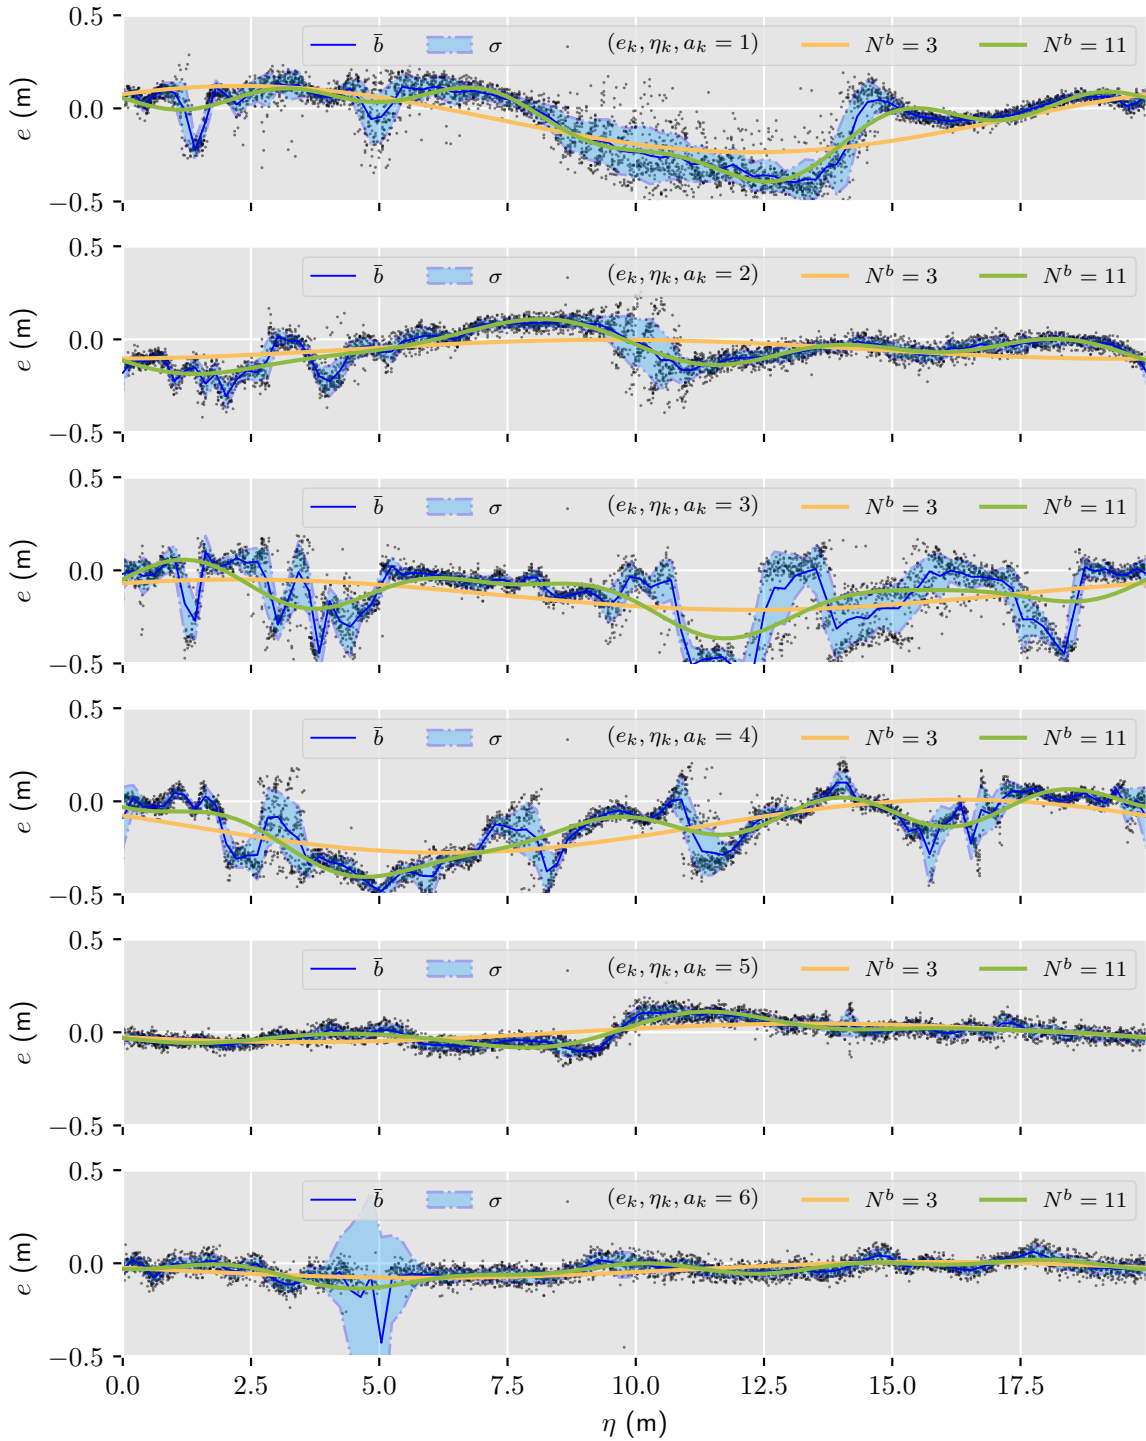 0.5
b̄ σ (e_k, η_k, a_k = 1) N^b = 3 N^b = 11
0.0
e (m)
−0.5
0.5
b̄ σ (e_k, η_k, a_k = 2) N^b = 3 N^b = 11
0.0
e (m)
−0.5
0.5
b̄ σ (e_k, η_k, a_k = 3) N^b = 3 N^b = 11
0.0
e (m)
−0.5
0.5
b̄ σ (e_k, η_k, a_k = 4) N^b = 3 N^b = 11
0.0
e (m)
−0.5
0.5
b̄ σ (e_k, η_k, a_k = 5) N^b = 3 N^b = 11
0.0
e (m)
−0.5
0.5
b̄ σ (e_k, η_k, a_k = 6) N^b = 3 N^b = 11
0.0
e (m)
−0.5
0.0 2.5 5.0 7.5 10.0 12.5 15.0 17.5
η (m)